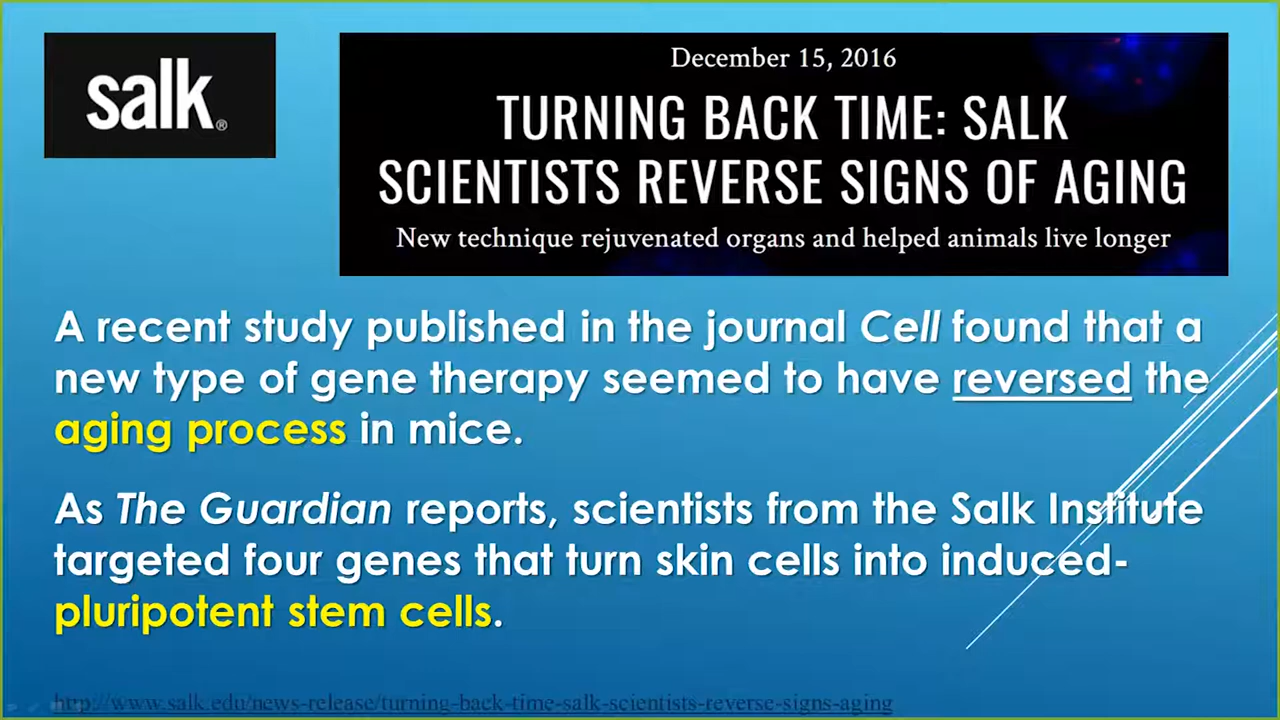 salk®
December 15, 2016
TURNING BACK TIME: SALK
SCIENTISTS REVERSE SIGNS OF AGING
New technique rejuvenated organs and helped animals live longer
A recent study published in the journal Cell found that a
new type of gene therapy seemed to have reversed the
aging process in mice.
As The Guardian reports, scientists from the Salk Institute
targeted four genes that turn skin cells into induced-
pluripotent stem cells.
http://www.salk.edu/news-release/turning-back-time-salk-scientists-reverse-signs-aging